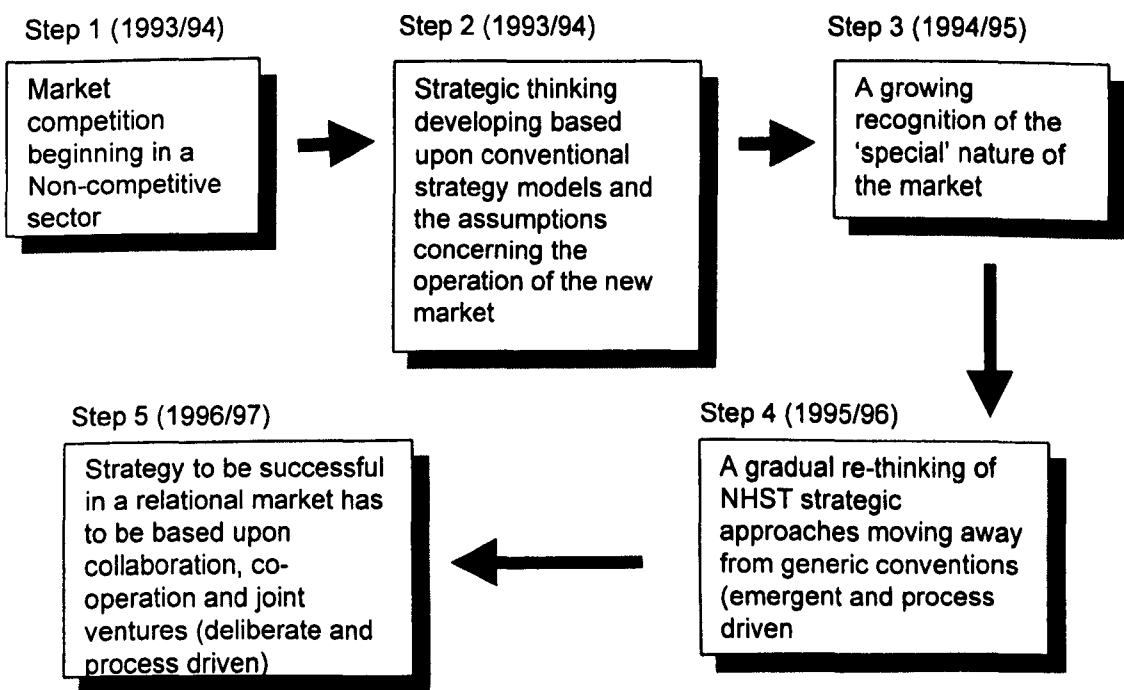 Step 1 (1993/94)
Market
competition
beginning in a
Non-competitive
sector
Step 2 (1993/94)
Strategic thinking
developing based
upon conventional
strategy models and
the assumptions
concerning the
operation of the new
market
Step 3 (1994/95)
A growing
recognition of the
‘special’ nature of
the market
Step 4 (1995/96)
A gradual re-thinking of
NHST strategic
approaches moving away
from generic conventions
(emergent and process
driven
Step 5 (1996/97)
Strategy to be successful
in a relational market has
to be based upon
collaboration, co-
operation and joint
ventures (deliberate and
process driven)